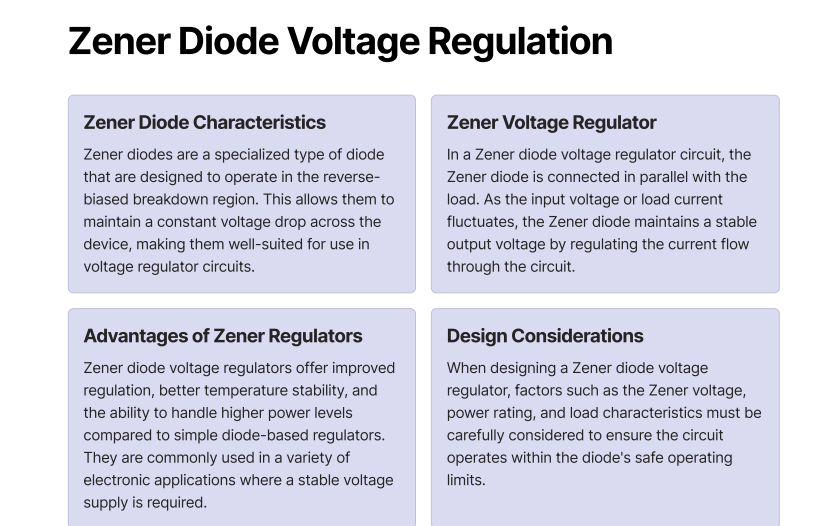 Zener Diode Voltage Regulation
Zener Diode Characteristics
Zener diodes are a specialized type of diode
that are designed to operate in the reverse-
biased breakdown region. This allows them to
maintain a constant voltage drop across the
device, making them well-suited for use in
voltage regulator circuits.
Zener Voltage Regulator
In a Zener diode voltage regulator circuit, the
Zener diode is connected in parallel with the
load. As the input voltage or load current
fluctuates, the Zener diode maintains a stable
output voltage by regulating the current flow
through the circuit.
Advantages of Zener Regulators
Zener diode voltage regulators offer improved
regulation, better temperature stability, and
the ability to handle higher power levels
compared to simple diode-based regulators.
They are commonly used in a variety of
electronic applications where a stable voltage
supply is required.
Design Considerations
When designing a Zener diode voltage
regulator, factors such as the Zener voltage,
power rating, and load characteristics must be
carefully considered to ensure the circuit
operates within the diode's safe operating
limits.